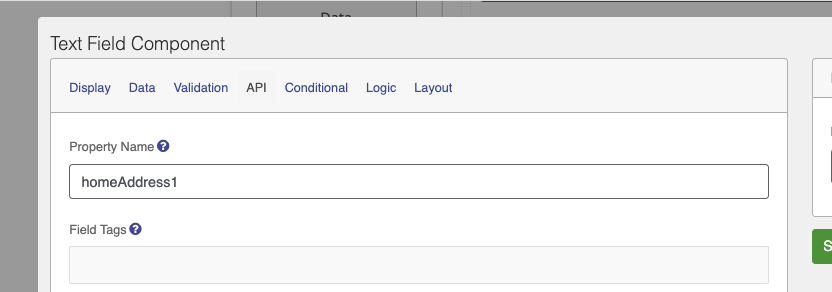 Data
Text Field Component
Display Data Validation API Conditional Logic Layout
Property Name
homeAddress1
Field Tags